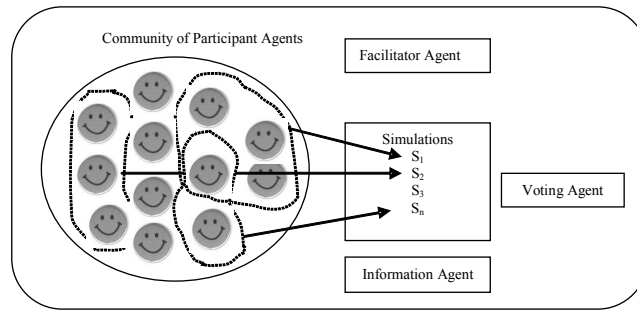 Community of Participant Agents
Facilitator Agent
Simulations
S₁
S₂
S₃
Sₙ
Voting Agent
Information Agent